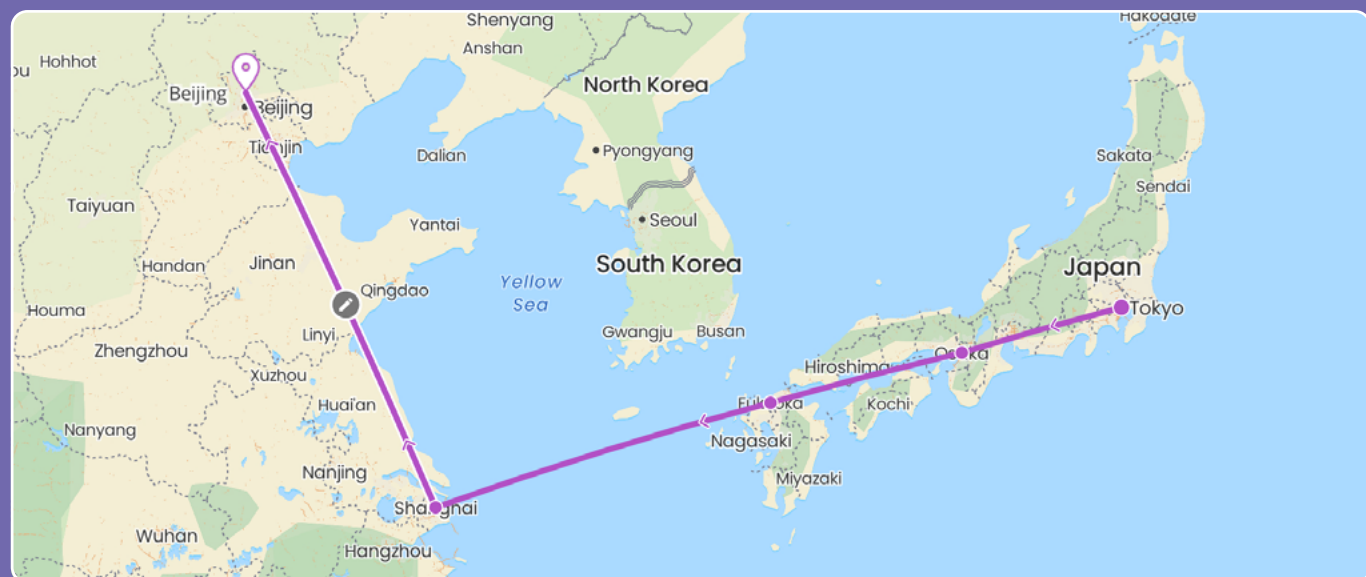 Hakodate
Shenyang
Anshan
ou
Hohhot
North Korea
Beijing
Beijing
Tianjin
Dalian
Pyongyang
Sakata
Sendai
Taiyuan
Yantai
Seoul
Handan
Jinan
South Korea
Japan
Yellow
Sea
Qingdao
Houma
Tokyo
Linyi
Gwangju
Busan
Zhengzhou
Osaka
Hiroshima
Xuzhou
Huai'an
Fukuoka
Kochi
Nanyang
Nagasaki
Nanjing
Miyazaki
Shanghai
Wuhan
Hangzhou